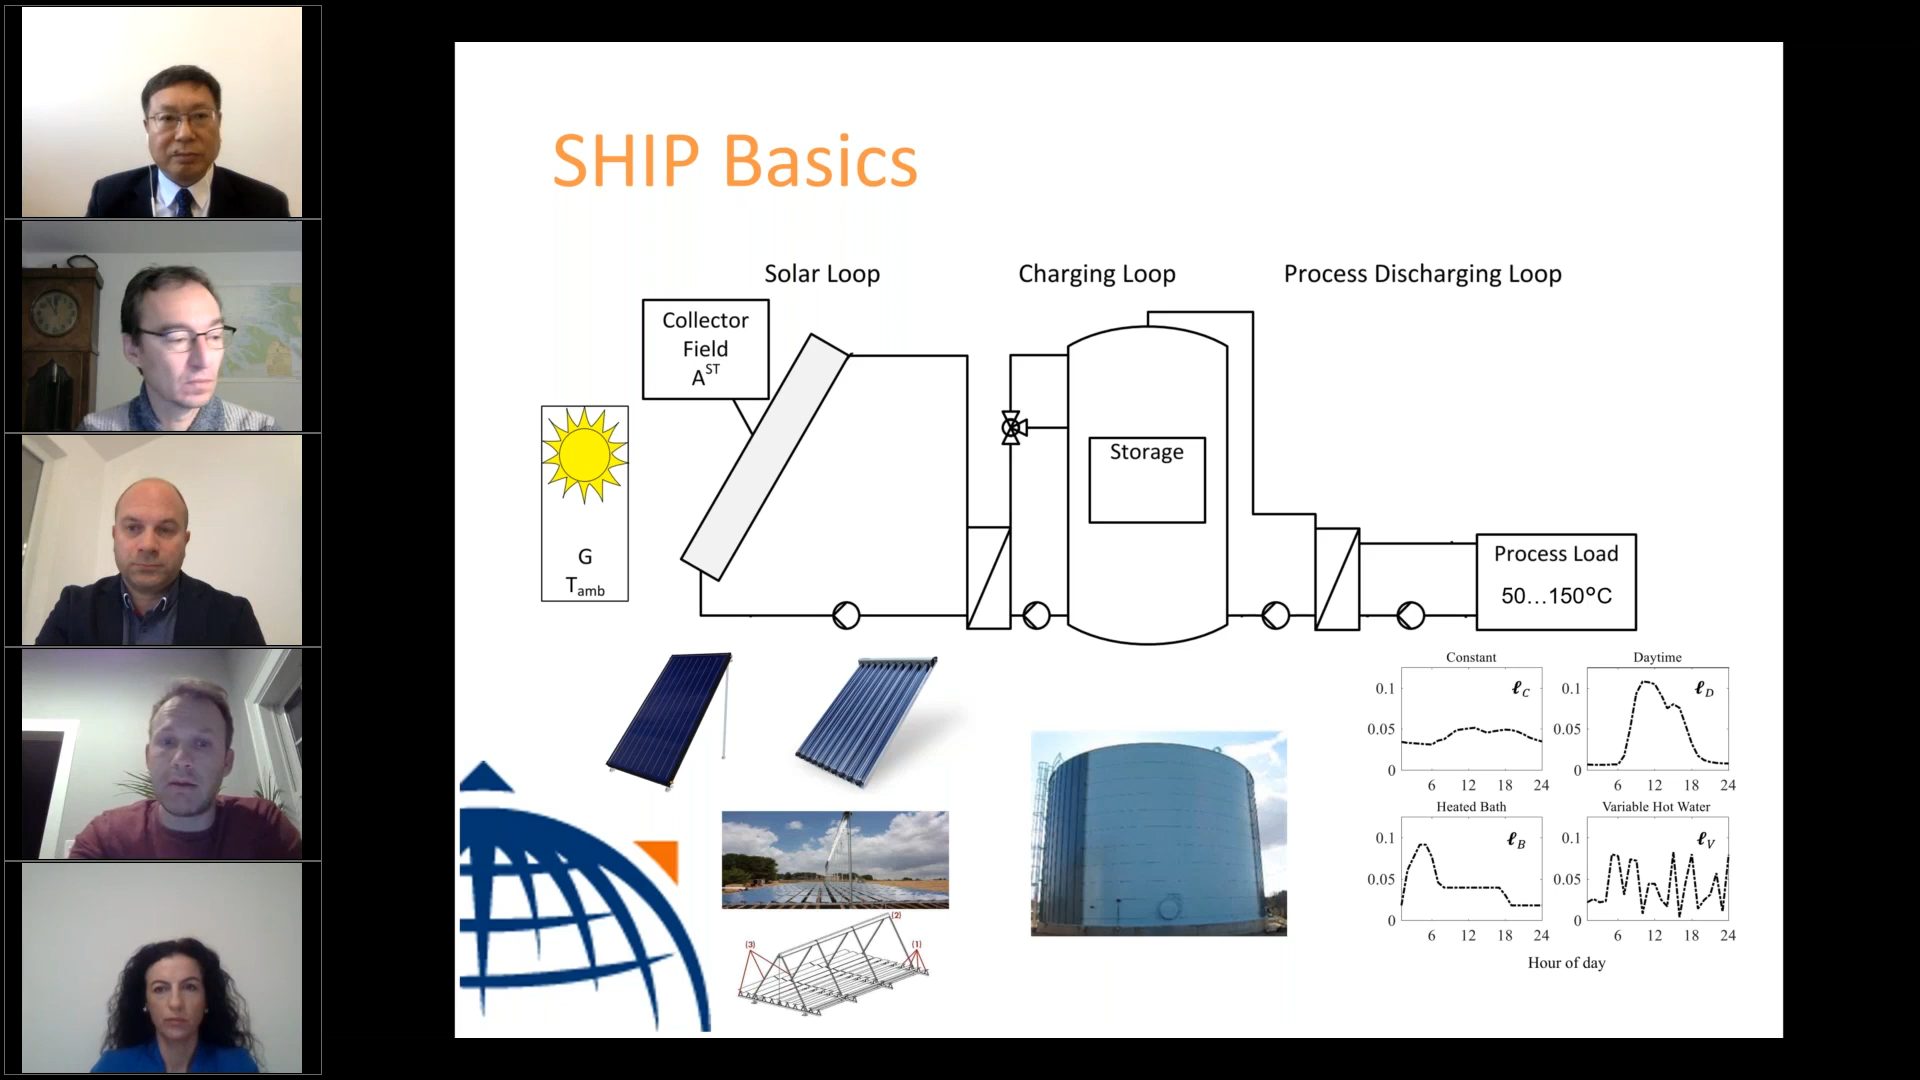 SHIP Basics
Solar Loop
Charging Loop
Process Discharging Loop
Collector
Field
A^ST
G
T_amb
Storage
Process Load
50...150°C
Constant
ℓ_C
0.1
0.05
0
6 12 18 24
Daytime
ℓ_D
0.1
0.05
0
6 12 18 24
Heated Bath
ℓ_B
0.1
0.05
0
6 12 18 24
Variable Hot Water
ℓ_V
0.1
0.05
0
6 12 18 24
Hour of day
(2)
(3)
(1)